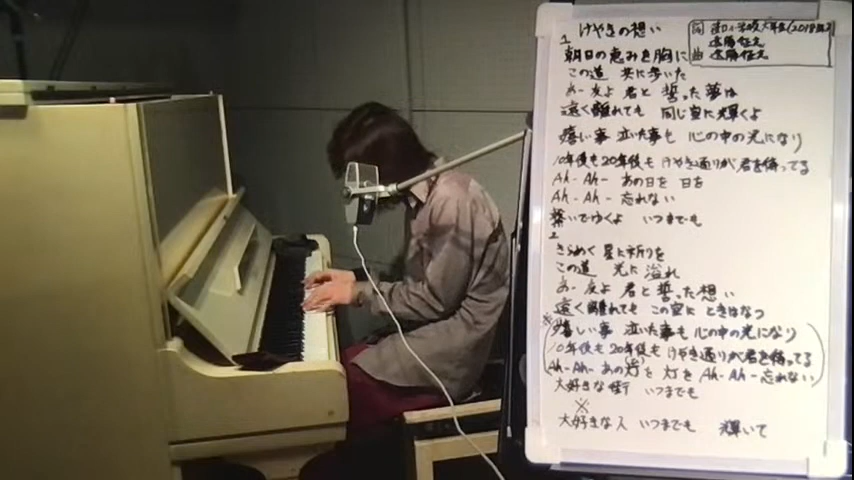 けやきの想い
詞
曲 遠藤征志
1
朝日の恵みを胸に
この道 共に歩いた
あー友よ 君と誓った夢は
遠く離れても 同じ空に輝くよ
嬉しい事 泣いた事も 心の中の光になり
10年後も20年後も けやき通りが君を待ってる
Ah- Ah- あの日を 日を
Ah- Ah- 忘れない
繋いでゆくよ いつまでも
2
きらめく星に祈りを
この道 光に溢れ
あー友よ 君と誓った想い
遠く離れても この空に ときはなつ
※嬉しい事 泣いた事も 心の中の光になり
10年後も20年後も けやき通りが君を待ってる
Ah- Ah- あの灯を 灯を Ah- Ah- 忘れない
大好きな街 いつまでも
※
大好きな人 いつまでも 輝いて